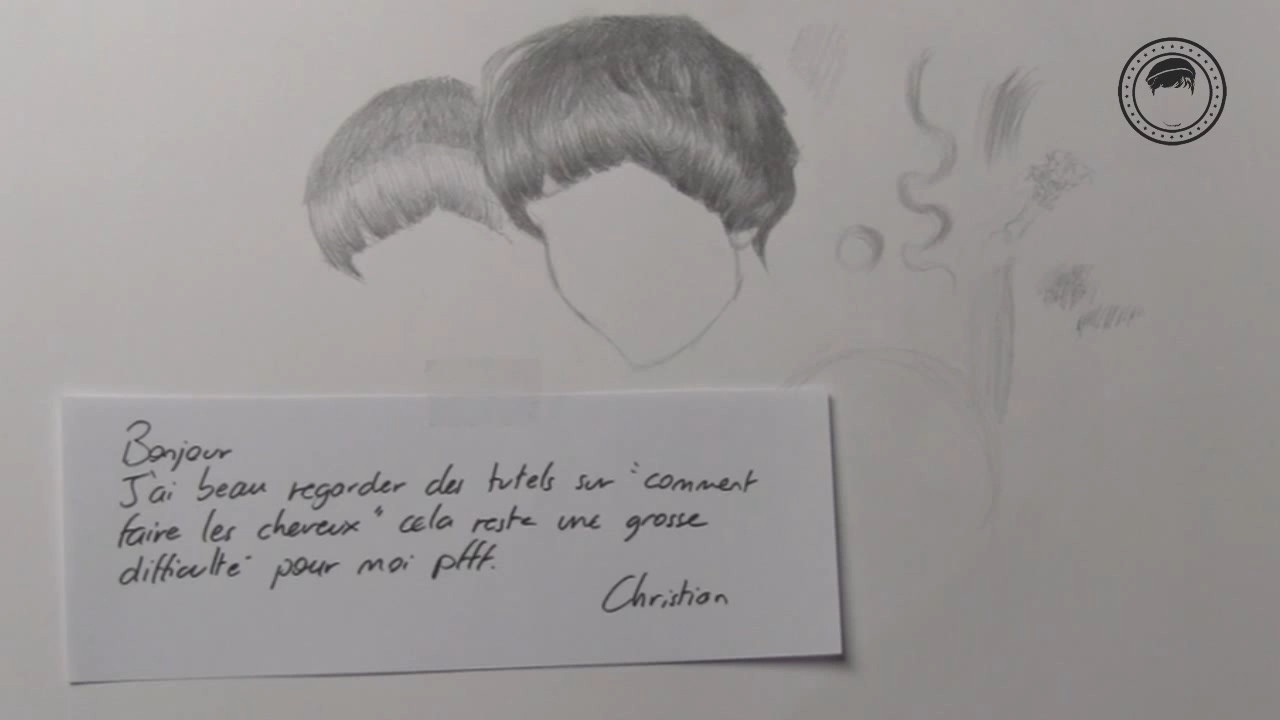 Bonjour
J'ai beau regarder des tutels sur "comment
faire les cheveux" cela reste une grosse
difficulté pour moi pfff.
Christian